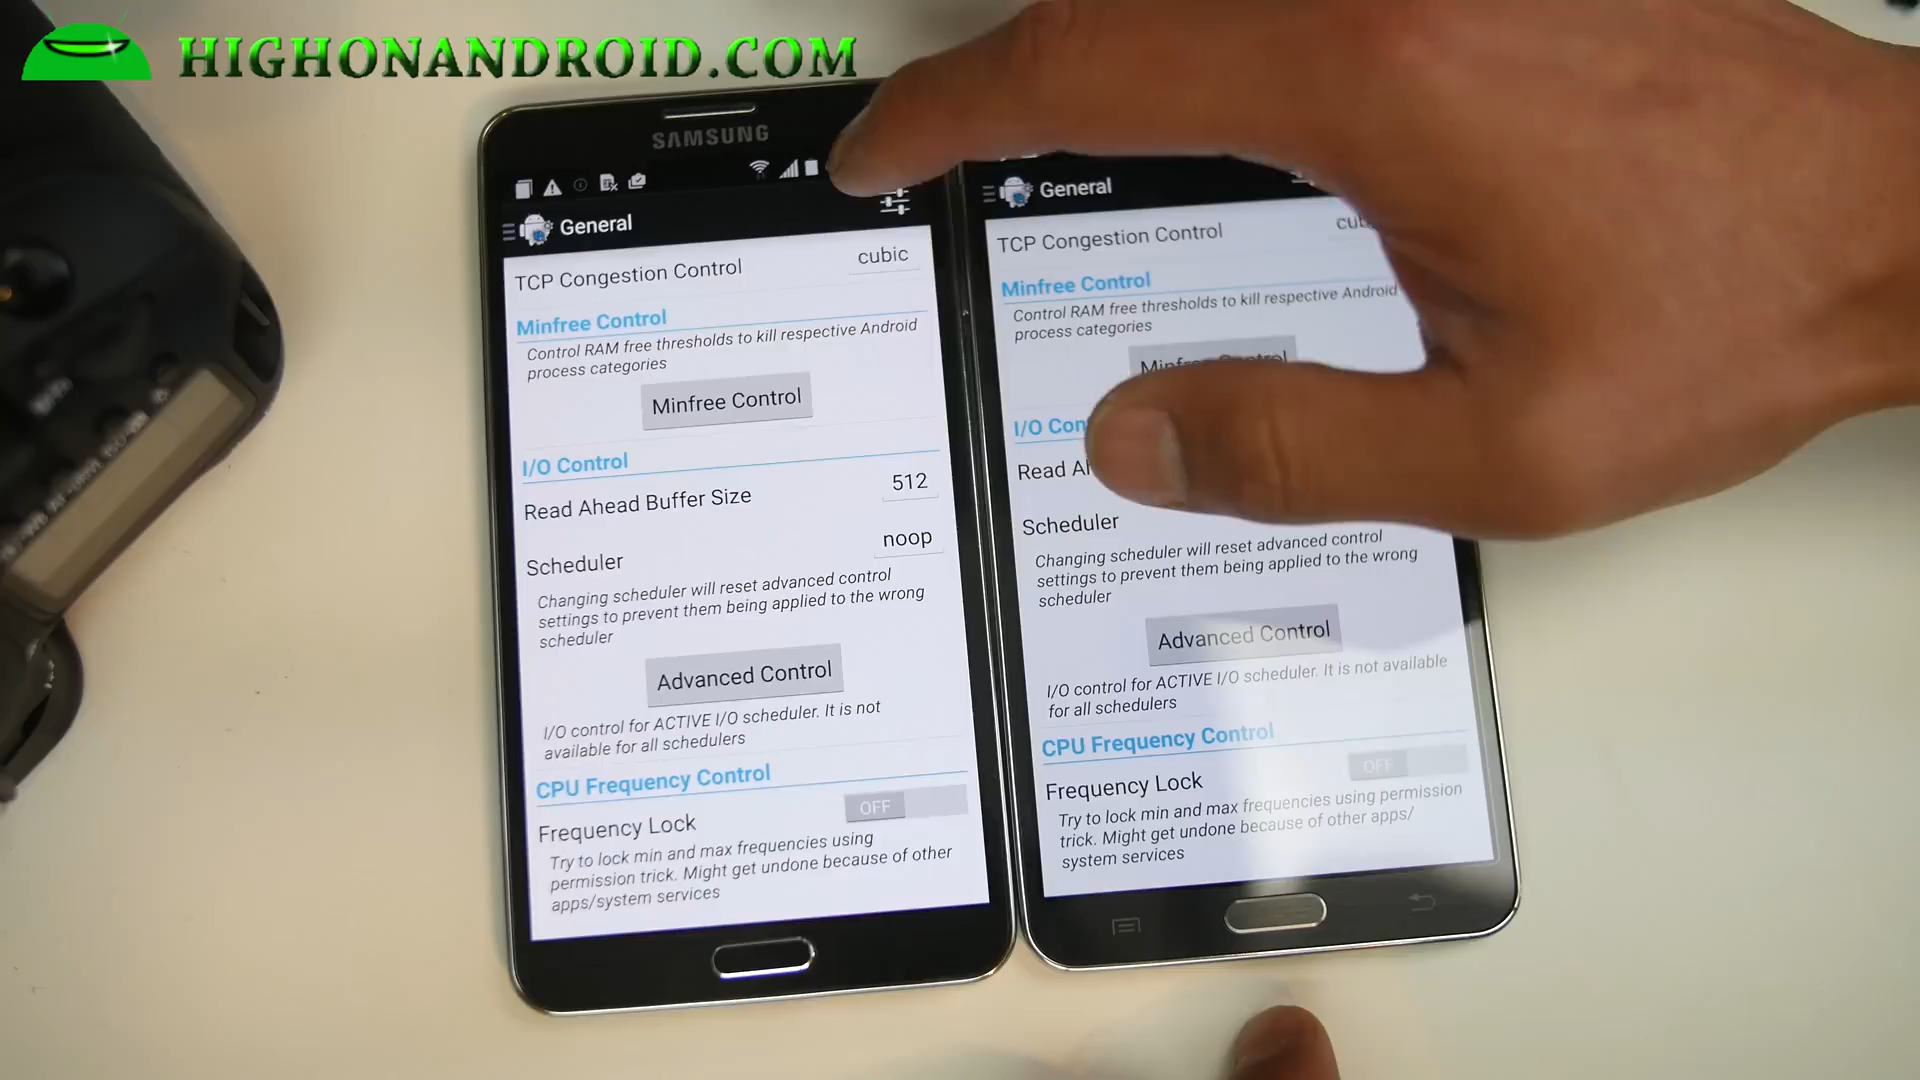 HIGHONANDROID.COM
SAMSUNG
General
TCP Congestion Control
cubic
Minfree Control
Control RAM free thresholds to kill respective Android
process categories
Minfree Control
I/O Control
Read Ahead Buffer Size
512
Scheduler
noop
Changing scheduler will reset advanced control
settings to prevent them being applied to the wrong
scheduler
Advanced Control
I/O control for ACTIVE I/O scheduler. It is not
available for all schedulers
CPU Frequency Control
Frequency Lock
OFF
Try to lock min and max frequencies using
permission trick. Might get undone because of other
apps/system services
General
TCP Congestion Control
Minfree Control
Control RAM free thresholds to kill respective Android
process categories
Minfree Control
I/O
Read
Scheduler
Changing scheduler will reset advanced control
settings to prevent them being applied to the wrong
scheduler
Advanced Control
I/O control for ACTIVE I/O scheduler. It is not available
for all schedulers
CPU Frequency Control
Frequency Lock
OFF
Try to lock min and max frequencies using permission
trick. Might get undone because of other apps/
system services